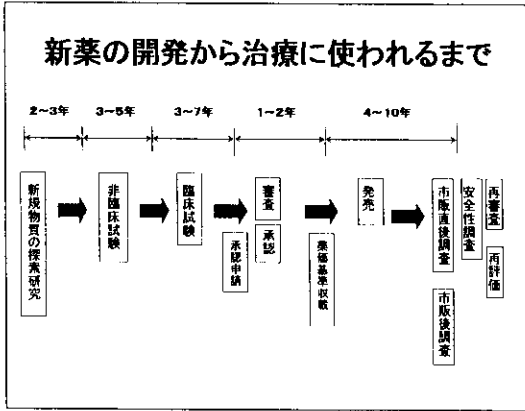 新薬の開発から治療に使われるまで
2～3年
3～5年
3～7年
1～2年
4～10年
新規物質の探索研究
非臨床試験
臨床試験
承認申請
審査
承認
薬価基準収載
発売
市販直後調査
市販後調査
安全性調査
再審査
再評価